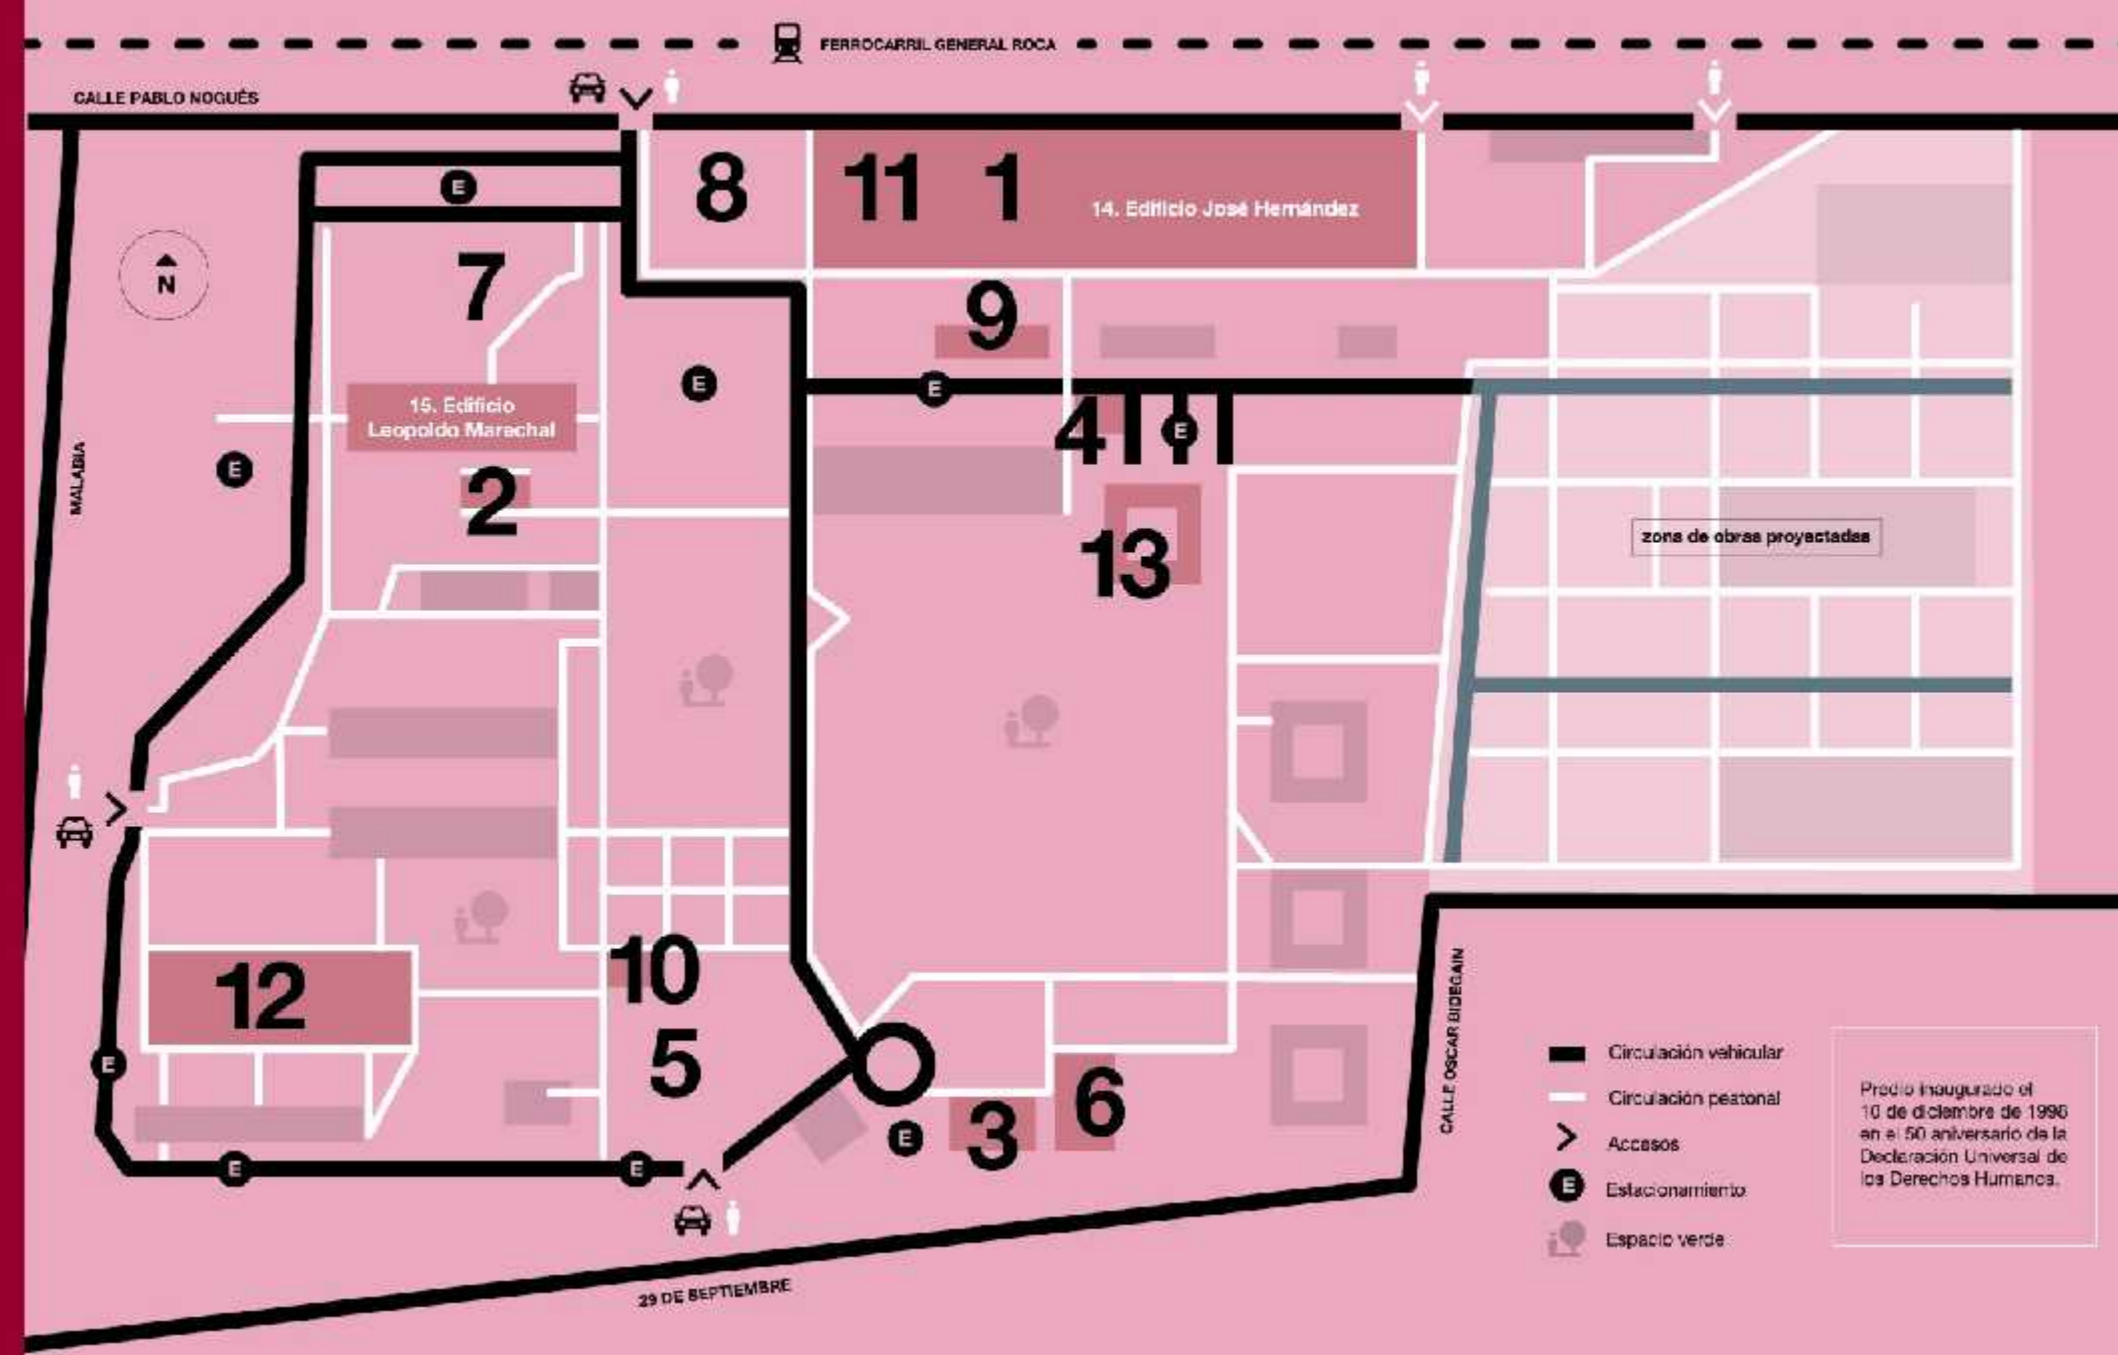 FERROCARRIL GENERAL ROCA
CALLE PABLO NOGUÉS
8
11
1
14. Edificio José Hernández
E
N
7
9
E
E
15. Edificio
Leopoldo Marechal
4
E
MALABIA
E
2
13
zona de obras proyectadas
10
12
5
E
3
6
E
E
E
CALLE OSCAR BIDEGAIN
29 DE SEPTIEMBRE
Circulación vehicular
Circulación peatonal
Accesos
E
Estacionamiento
Espacio verde
Predio inaugurado el
10 de diciembre de 1998
en el 50 aniversario de la
Declaración Universal de
los Derechos Humanos.